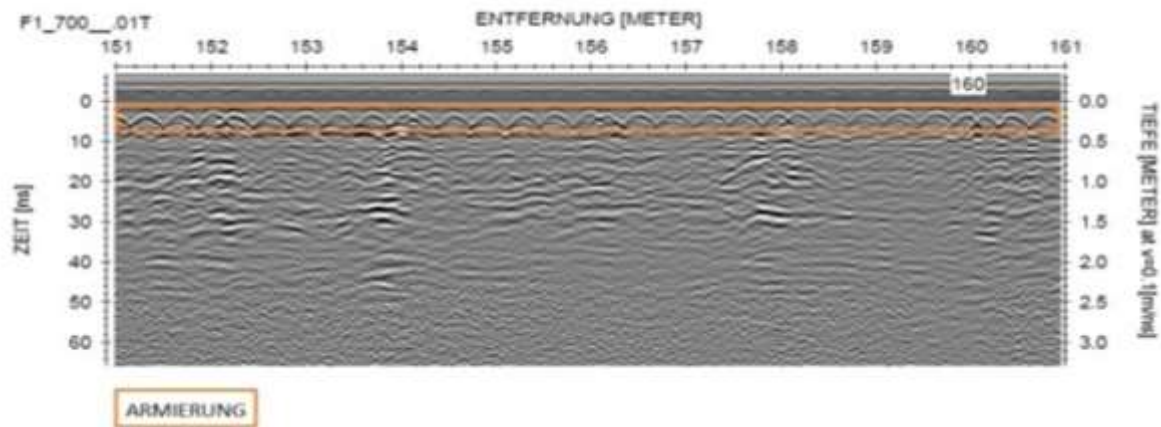 F1_700__.01T
ENTFERNUNG [METER]
151 152 153 154 155 156 157 158 159 160 161
160
0 0.0
10 0.5
20 1.0
30 1.5
40 2.0
50 2.5
60 3.0
ZEIT [ns]
TIEFE [METER] at v=0.1[m/ns]
ARMIERUNG